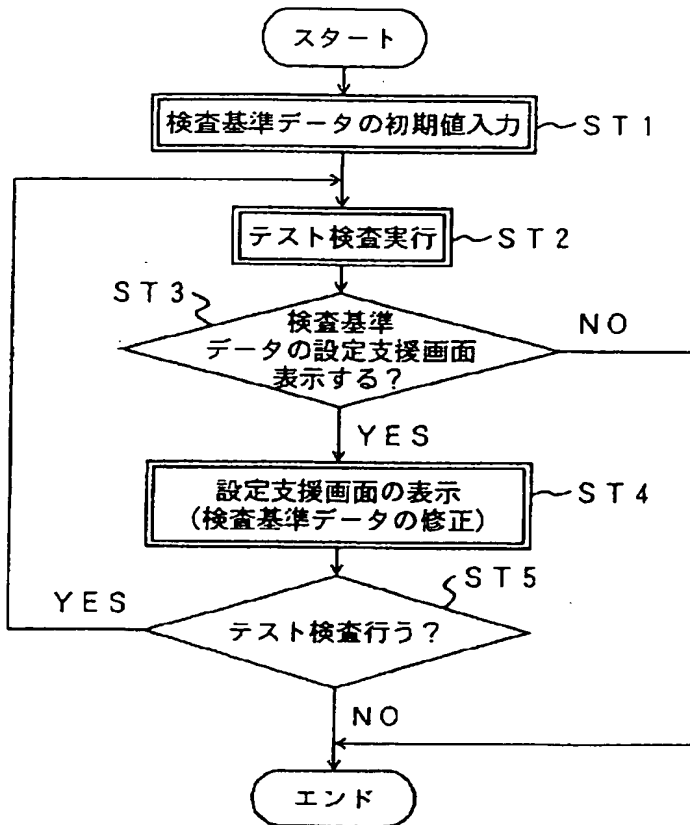 スタート
検査基準データの初期値入力
ST1
テスト検査実行
ST2
ST3
検査基準
データの設定支援画面
表示する?
NO
YES
設定支援画面の表示
(検査基準データの修正)
ST4
ST5
YES
テスト検査行う?
NO
エンド